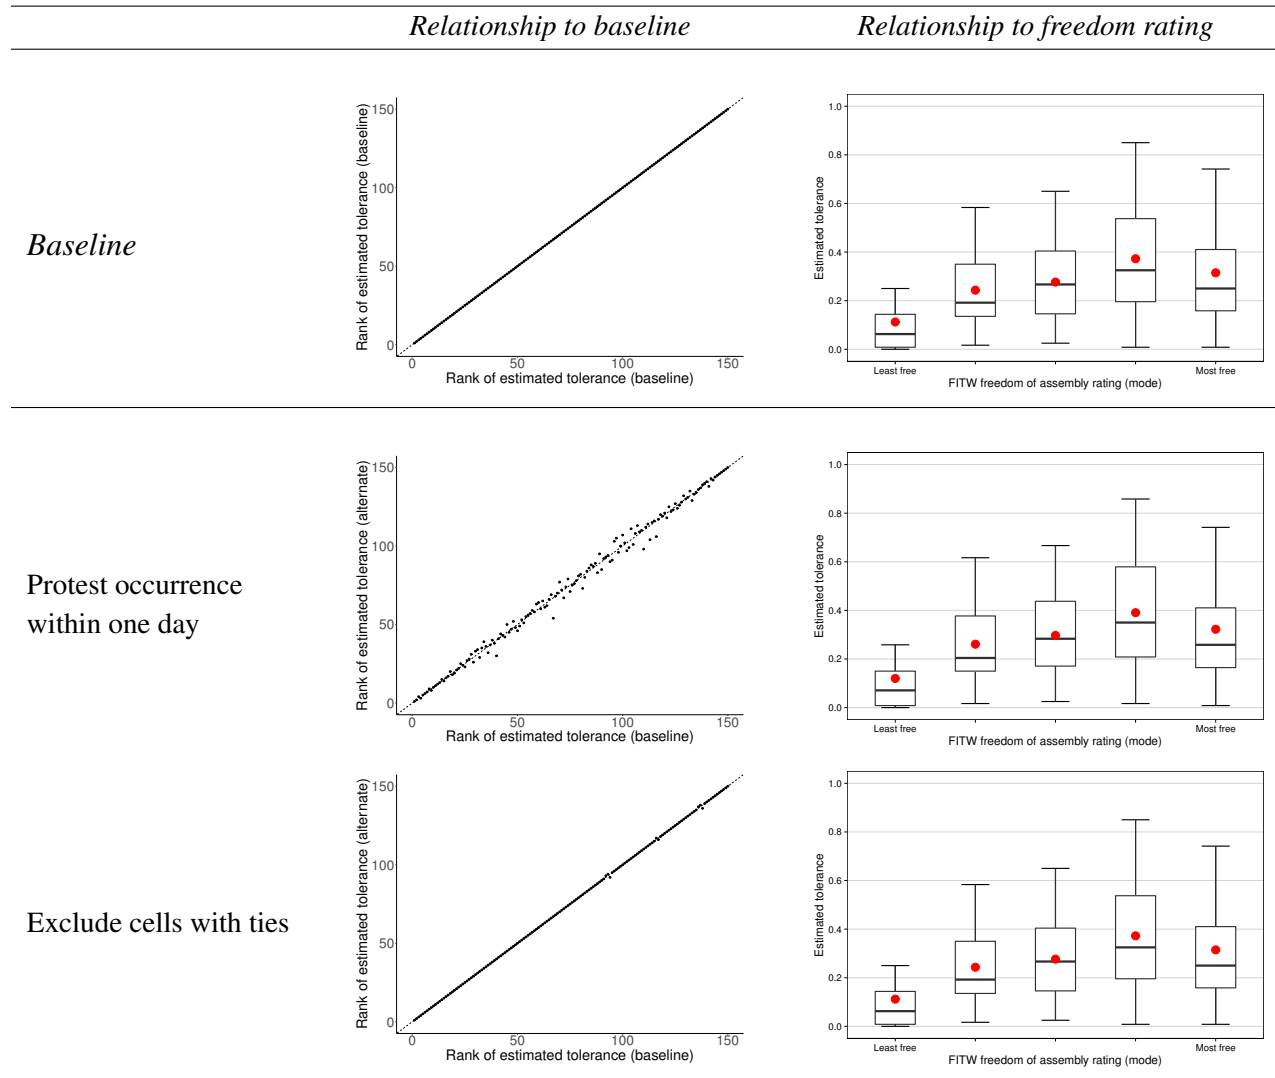 Relationship to baseline
Relationship to freedom rating
Baseline
Rank of estimated tolerance (baseline)
150
100
50
0
0 50 100 150
Rank of estimated tolerance (baseline)
Estimated tolerance
1.0
0.8
0.6
0.4
0.2
0.0
Least free Most free
FITW freedom of assembly rating (mode)
Protest occurrence
within one day
Rank of estimated tolerance (alternate)
150
100
50
0
0 50 100 150
Rank of estimated tolerance (baseline)
Estimated tolerance
1.0
0.8
0.6
0.4
0.2
0.0
Least free Most free
FITW freedom of assembly rating (mode)
Exclude cells with ties
Rank of estimated tolerance (alternate)
150
100
50
0
0 50 100 150
Rank of estimated tolerance (baseline)
Estimated tolerance
1.0
0.8
0.6
0.4
0.2
0.0
Least free Most free
FITW freedom of assembly rating (mode)